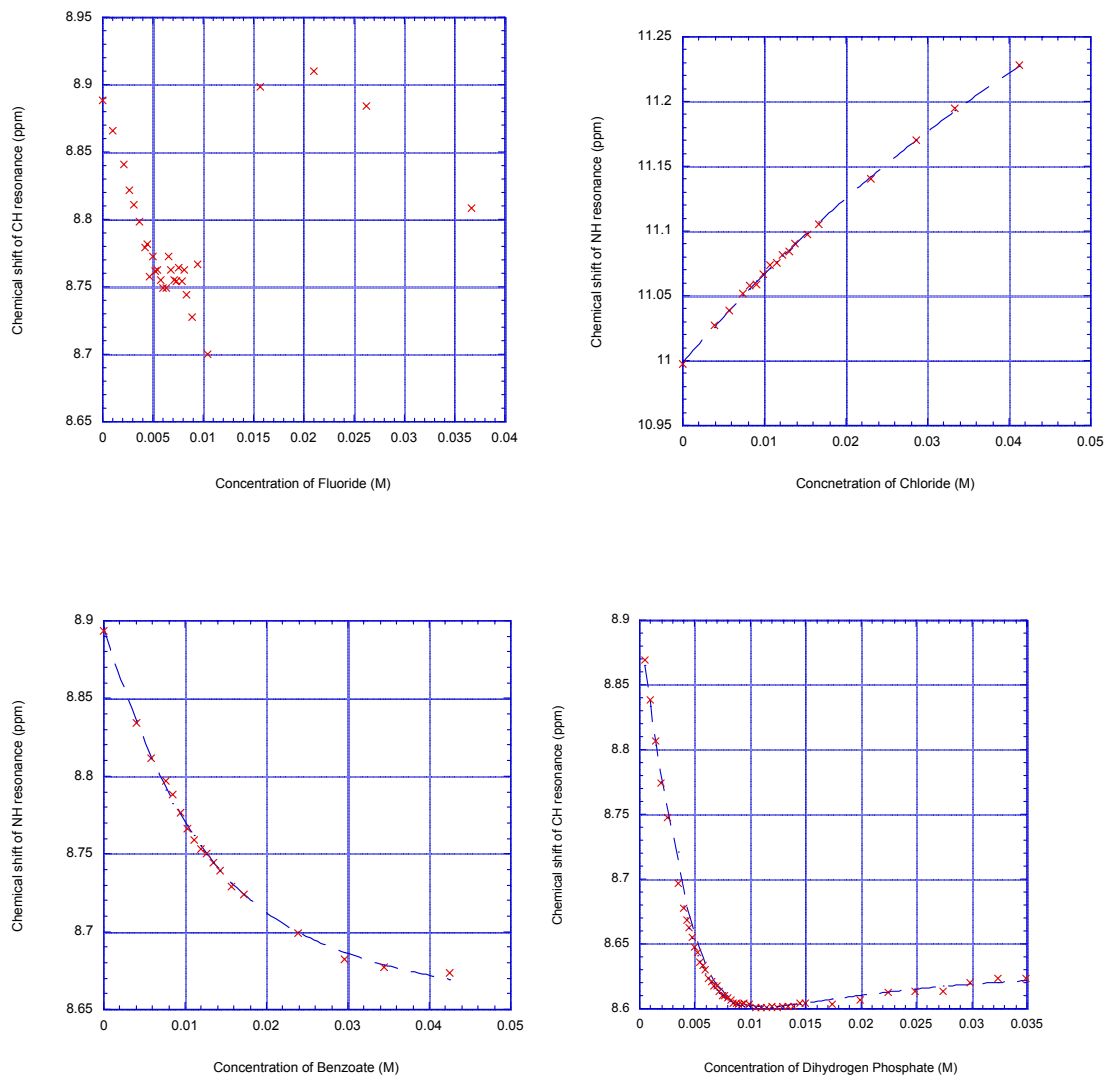 8.95
8.9
8.85
8.8
8.75
8.7
8.65
0 0.005 0.01 0.015 0.02 0.025 0.03 0.035 0.04
Chemical shift of CH resonance (ppm)
Concentration of Fluoride (M)
11.25
11.2
11.15
11.1
11.05
11
10.95
0 0.01 0.02 0.03 0.04 0.05
Chemical shift of NH resonance (ppm)
Concnetration of Chloride (M)
8.9
8.85
8.8
8.75
8.7
8.65
0 0.01 0.02 0.03 0.04 0.05
Chemical shift of NH resonance (ppm)
Concentration of Benzoate (M)
8.9
8.85
8.8
8.75
8.7
8.65
8.6
0 0.005 0.01 0.015 0.02 0.025 0.03 0.035
Chemical shift of CH resonance (ppm)
Concentration of Dihydrogen Phosphate (M)